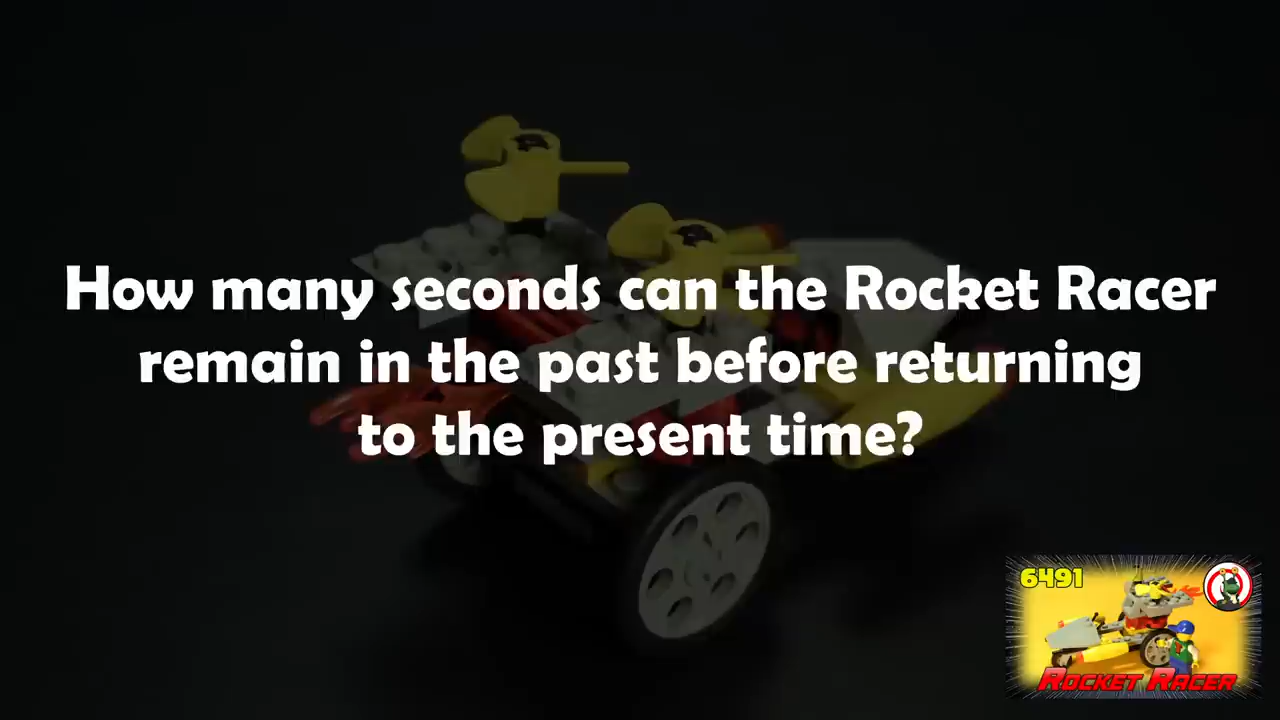 How many seconds can the Rocket Racer
remain in the past before returning
to the present time?
6491
Rocket Racer